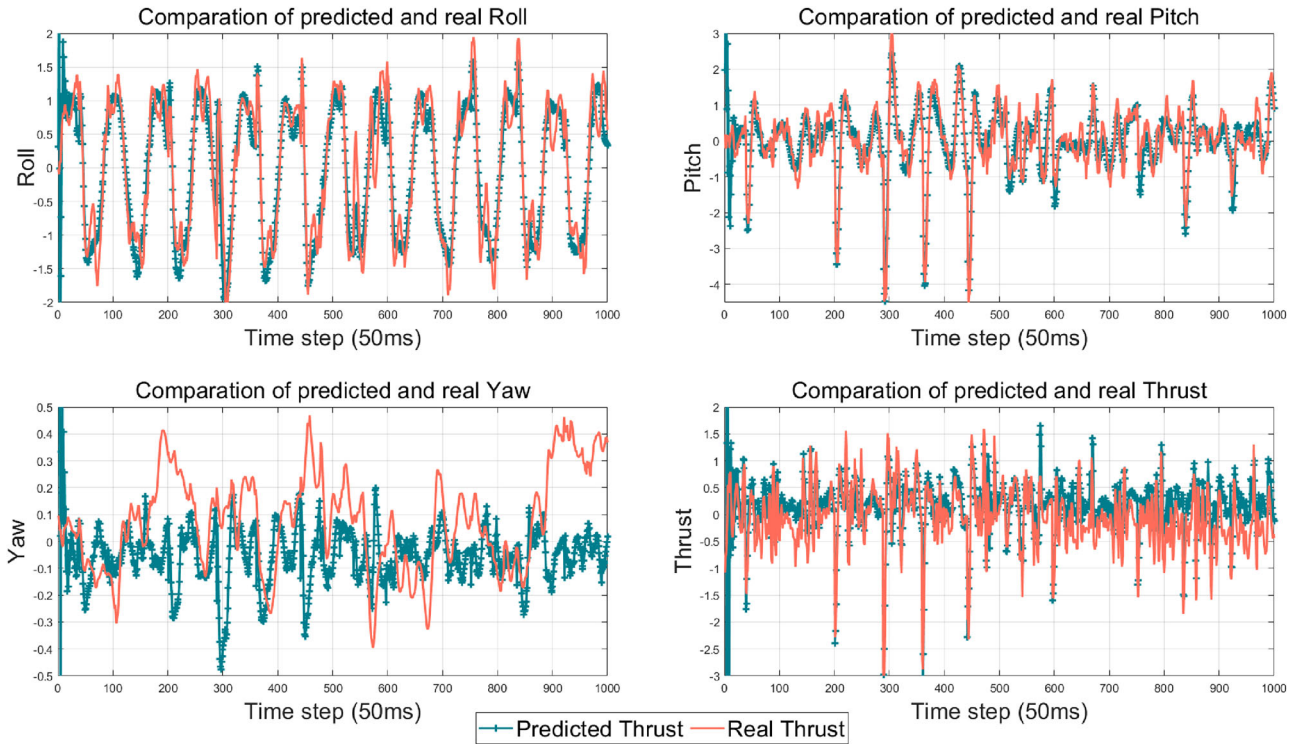 Comparation of predicted and real Roll
2
1.5
1
0.5
0
-0.5
-1
-1.5
-2
Roll
0 100 200 300 400 500 600 700 800 900 1000
Time step (50ms)
Comparation of predicted and real Pitch
3
2
1
0
-1
-2
-3
-4
Pitch
0 100 200 300 400 500 600 700 800 900 1000
Time step (50ms)
Comparation of predicted and real Yaw
0.5
0.4
0.3
0.2
0.1
0
-0.1
-0.2
-0.3
-0.4
-0.5
Yaw
0 100 200 300 400 500 600 700 800 900 1000
Time step (50ms)
Comparation of predicted and real Thrust
2
1.5
1
0.5
0
-0.5
-1
-1.5
-2
-2.5
-3
Thrust
0 100 200 300 400 500 600 700 800 900 1000
Time step (50ms)
Predicted Thrust Real Thrust